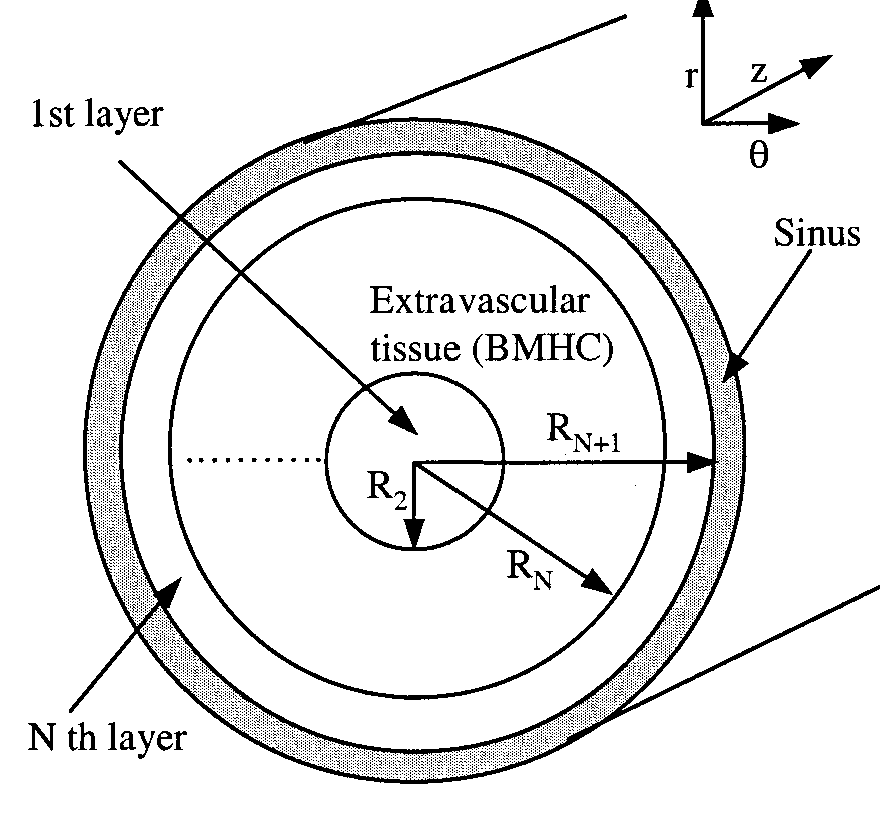 r
z
θ
1st layer
Sinus
Extravascular
tissue (BMHC)
R_{N+1}
R_2
R_N
N th layer